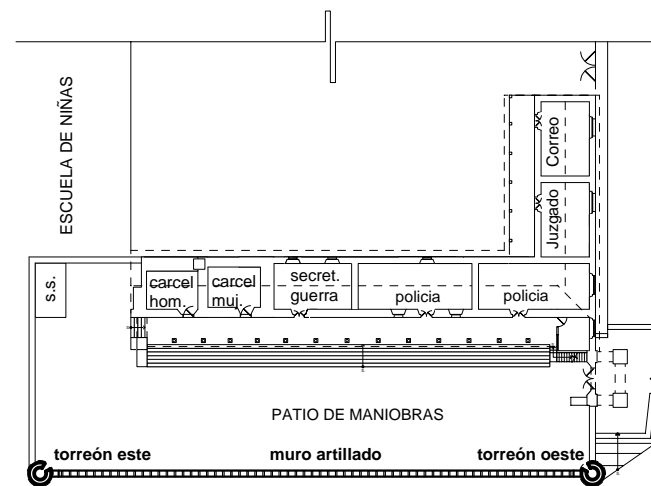 ESCUELA DE NIÑAS
Correo
Juzgado
s.s.
carcel
hom.
carcel
muj.
secret.
guerra
policia
policia
PATIO DE MANIOBRAS
torreón este
muro artillado
torreón oeste